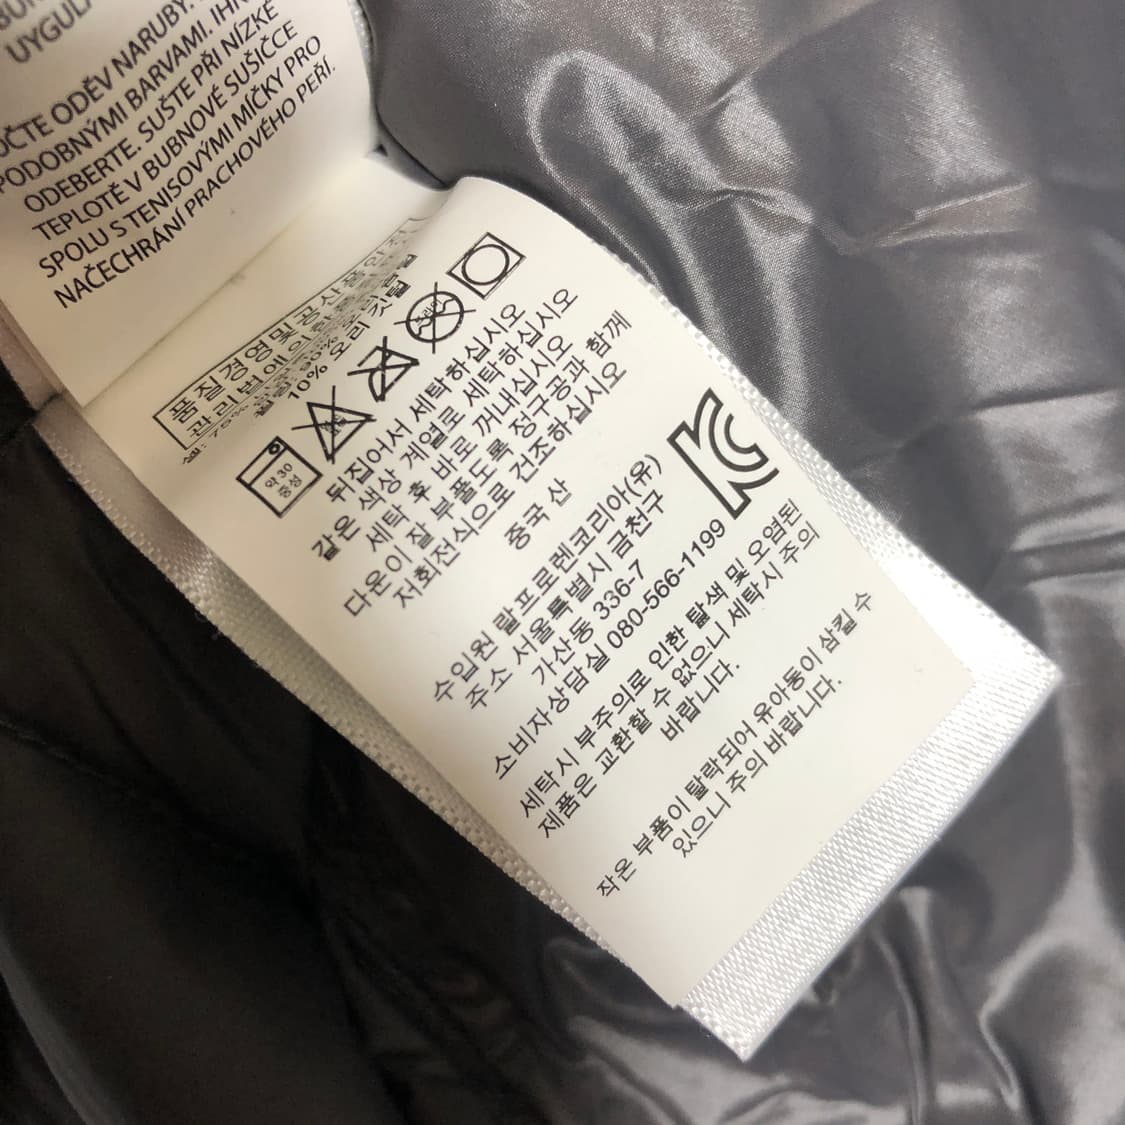 UYGUL
OČTE ODĚV NARUBY.
PODOBNÝMI BARVAMI. IHN
ODEBERTE. SUŠTE PŘI NÍZKÉ
TEPLOTĚ V BUBNOVÉ SUŠIČCE
SPOLU S TENISOVÝMI MÍČKY PRO
NAČECHRÁNÍ PRACHOVÉHO PEŘÍ.
품질경영및공산품안전
관리법에 의한
10% 오리 깃털
약 30
중성
뒤집어서 세탁하십시오
같은 색상 계열로 세탁하십시오
세탁 후 바로 꺼내십시오
다운이 잘 부풀도록 정구공과 함께
저회전식으로 건조하십시오
중국 산
수입원 랄프로렌코리아(유)
주소 서울특별시 금천구
가산동 336-7
소비자상담실 080-566-1199
세탁시 부주의로 인한 탈색 및 오염된
제품은 교환할 수 없으니 세탁시 주의
바랍니다.
작은 부품이 탈락되어 유아동이 삼킬 수
있으니 주의 바랍니다.